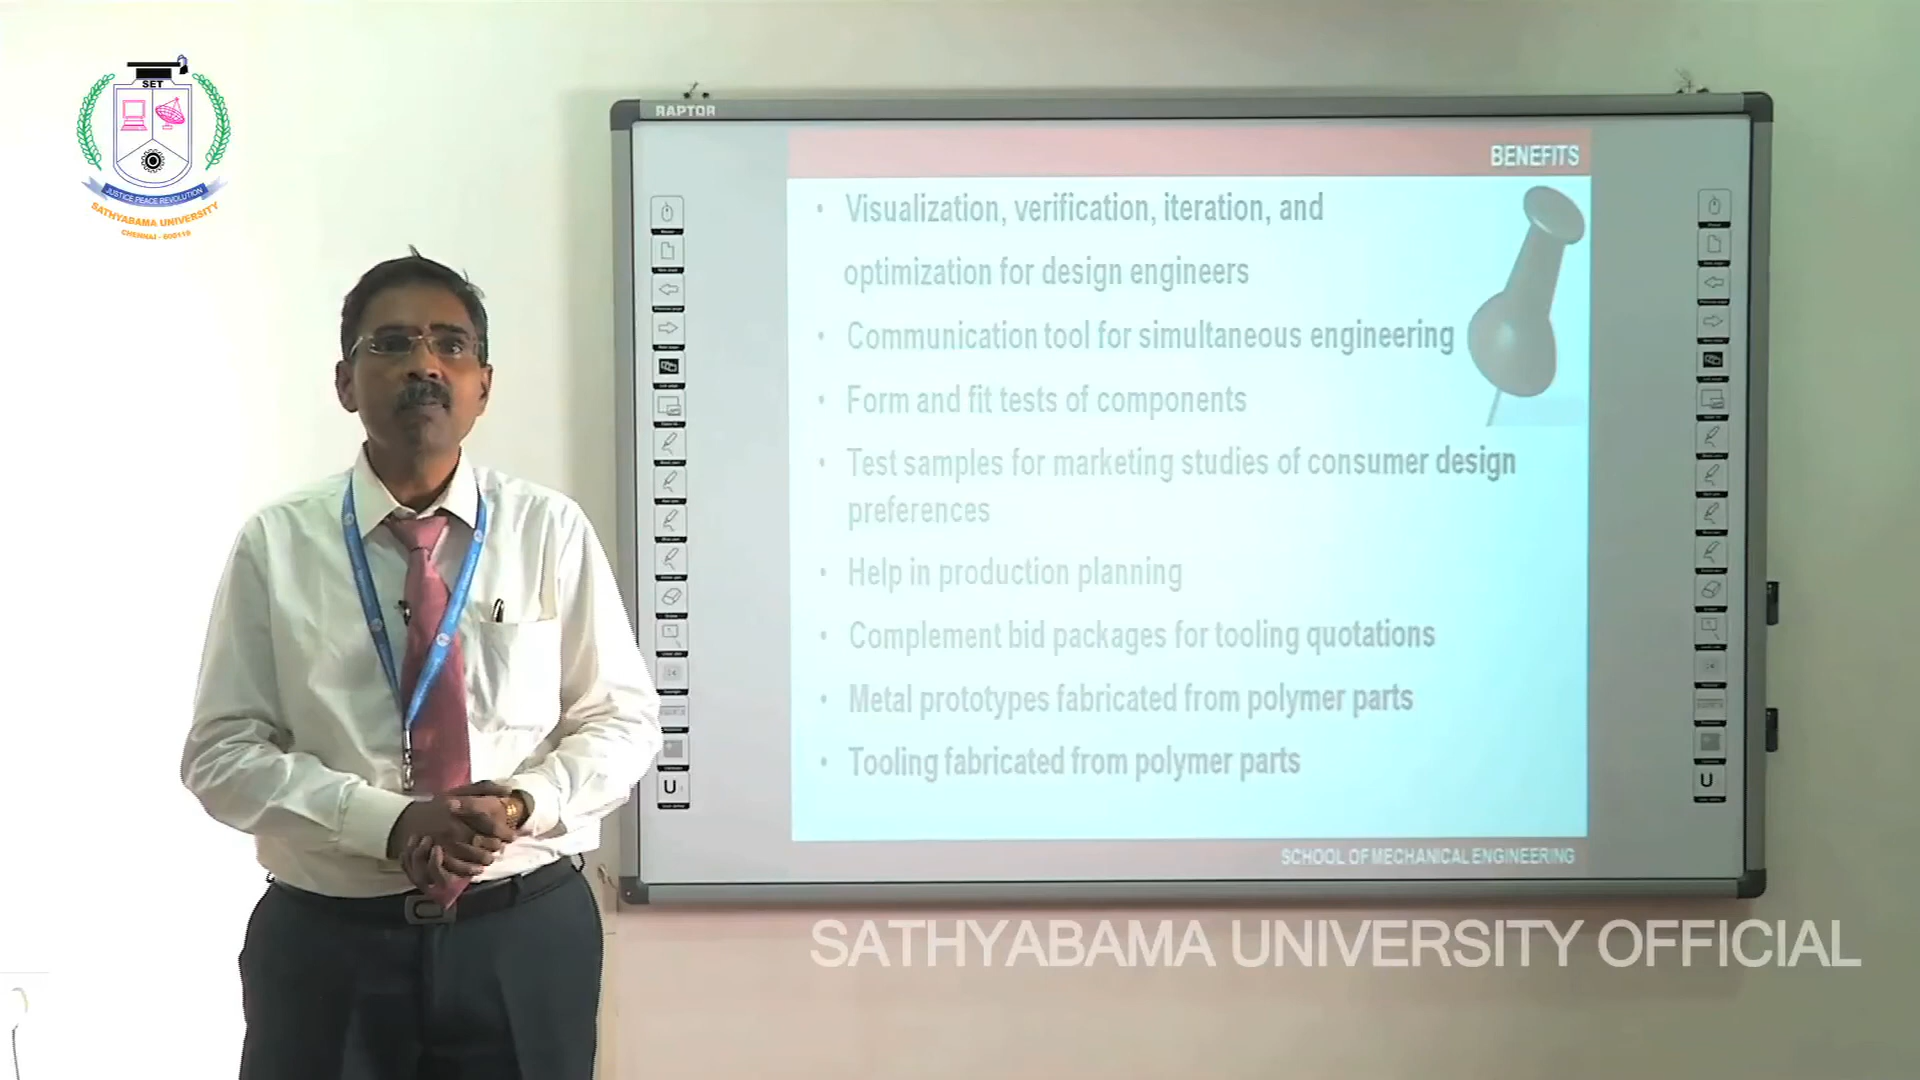 SET
JUSTICE PEACE REVOLUTION
SATHYABAMA UNIVERSITY
CHENNAI - 600119
RAPTOR
BENEFITS
• Visualization, verification, iteration, and
optimization for design engineers
• Communication tool for simultaneous engineering
• Form and fit tests of components
• Test samples for marketing studies of consumer design
preferences
• Help in production planning
• Complement bid packages for tooling quotations
• Metal prototypes fabricated from polymer parts
• Tooling fabricated from polymer parts
SCHOOL OF MECHANICAL ENGINEERING
SATHYABAMA UNIVERSITY OFFICIAL